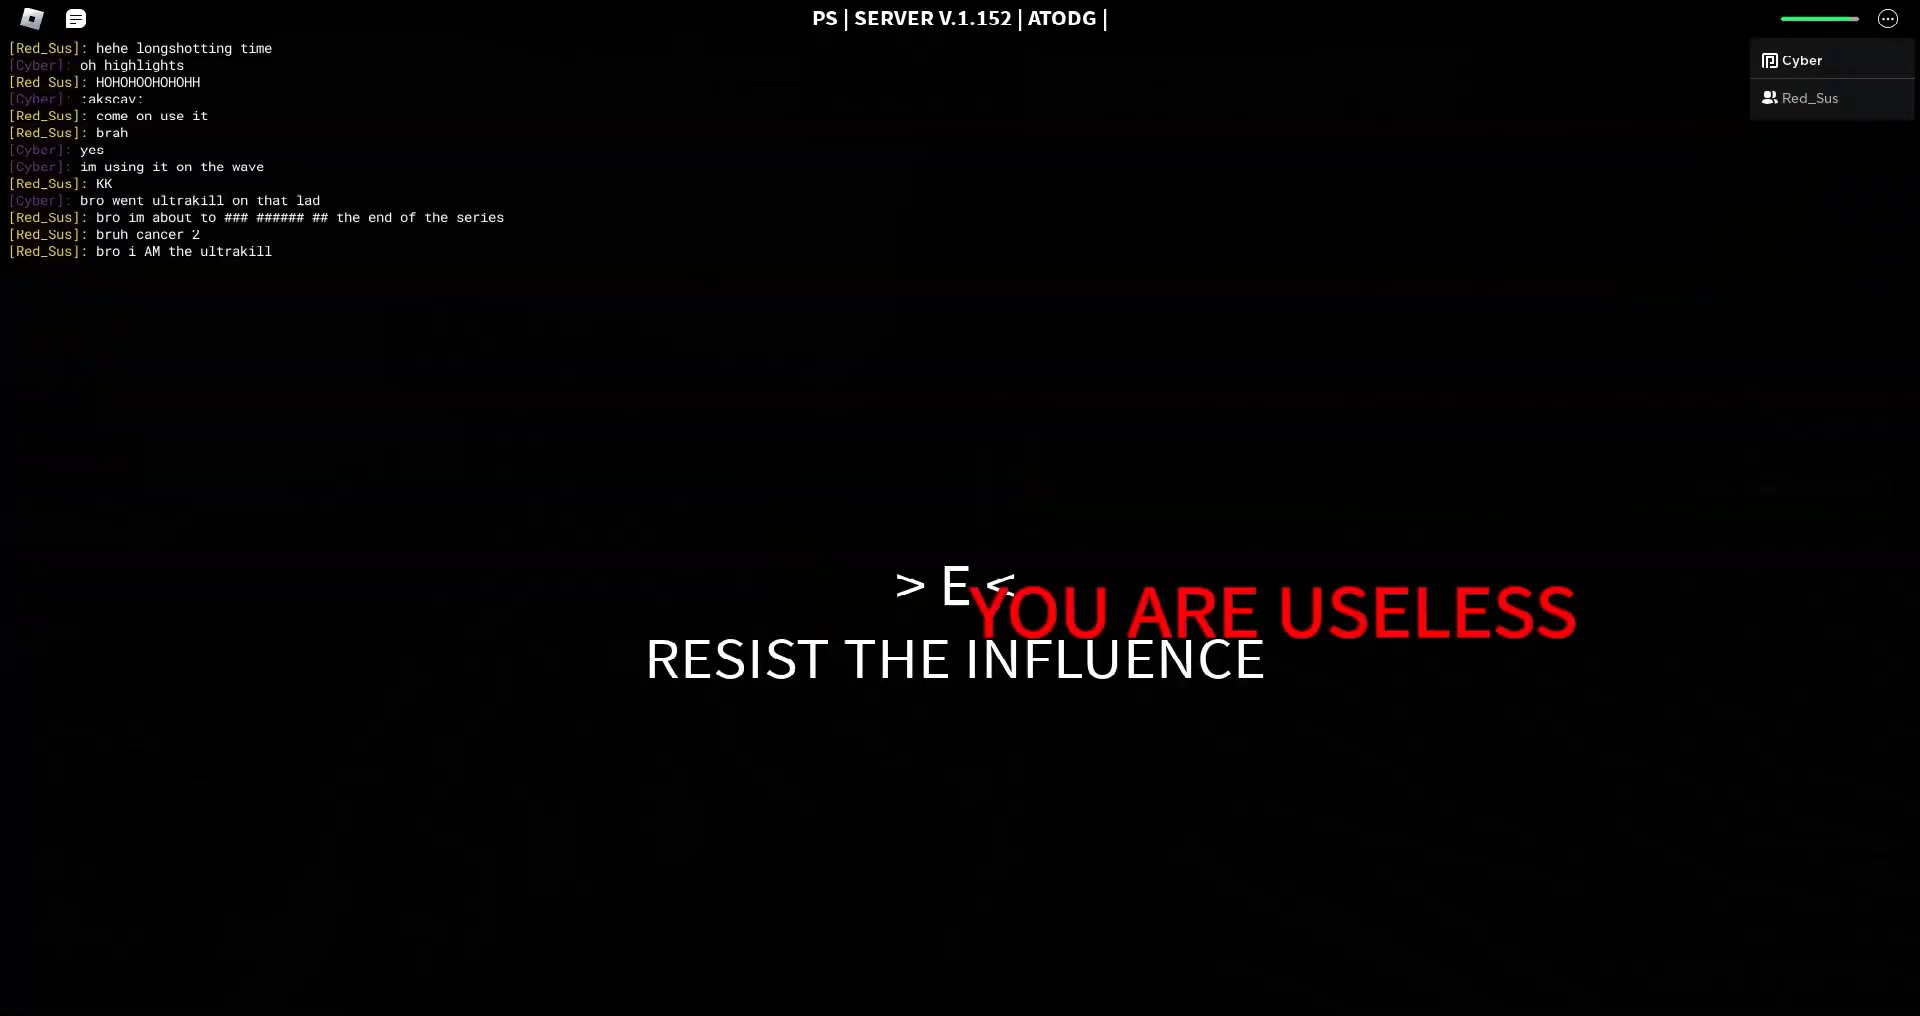 PS | SERVER V.1.152 | ATODG |
[Red_Sus]: hehe longshotting time
[Cyber]: oh highlights
[Red_Sus]: HOHOHOOHOHOHH
[Cyber]: :akscav:
[Red_Sus]: come on use it
[Red_Sus]: brah
[Cyber]: yes
[Cyber]: im using it on the wave
[Red_Sus]: KK
[Cyber]: bro went ultrakill on that lad
[Red_Sus]: bro im about to ### ###### ## the end of the series
[Red_Sus]: bruh cancer 2
[Red_Sus]: bro i AM the ultrakill
Cyber
Red_Sus
> E <
YOU ARE USELESS
RESIST THE INFLUENCE